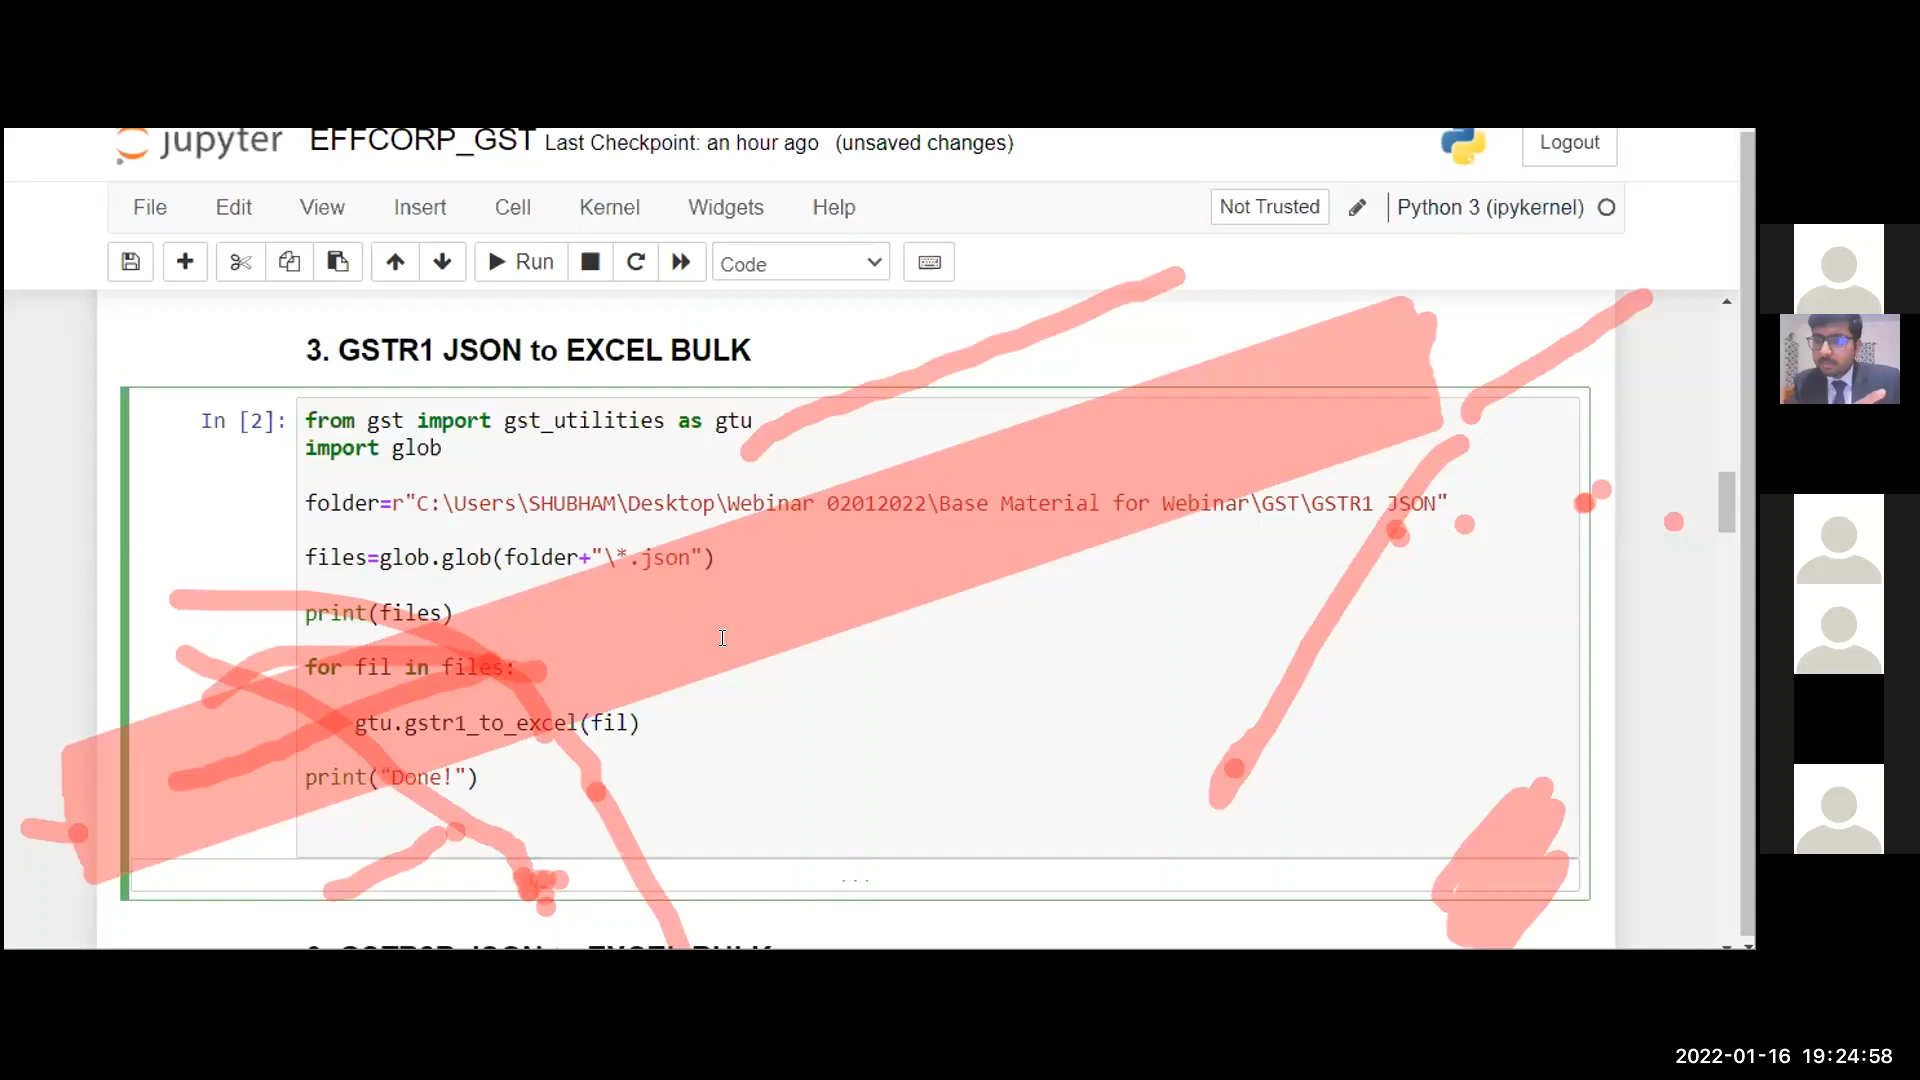 jupyter EFFCORP_GST Last Checkpoint: an hour ago (unsaved changes) Logout
File Edit View Insert Cell Kernel Widgets Help Not Trusted Python 3 (ipykernel)
Run Code
3. GSTR1 JSON to EXCEL BULK
In [2]: from gst import gst_utilities as gtu
import glob
folder=r"C:\Users\SHUBHAM\Desktop\Webinar 02012022\Base Material for Webinar\GST\GSTR1 JSON"
files=glob.glob(folder+"\*.json")
print(files)
for fil in files:
gtu.gstr1_to_excel(fil)
print("Done!")
...
2022-01-16 19:24:58